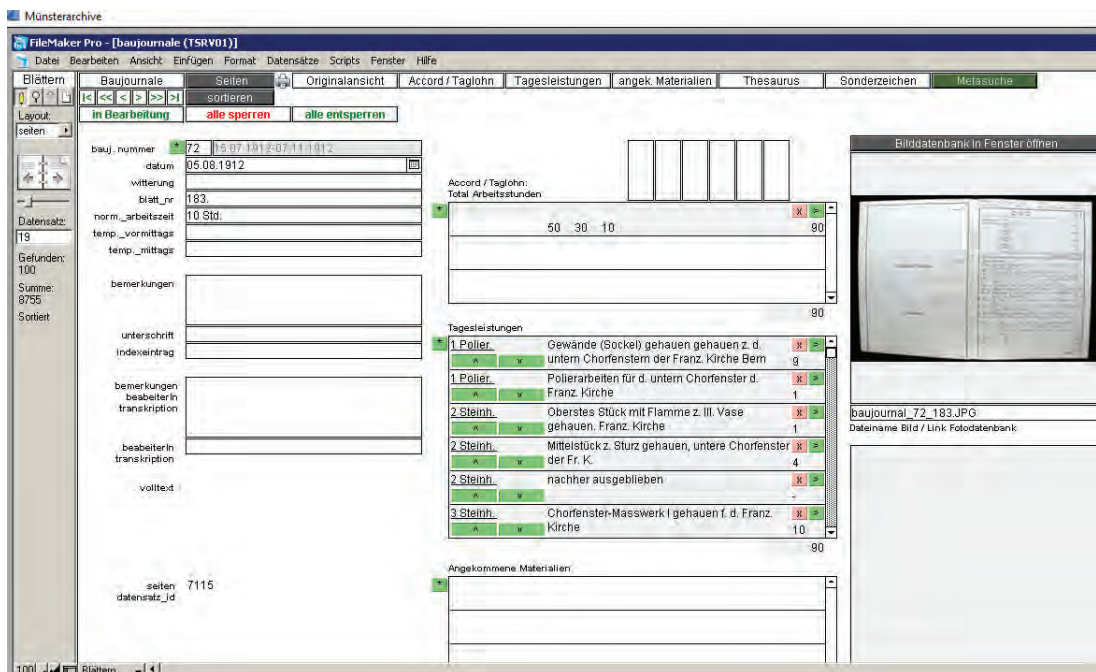 Münsterarchive
FileMaker Pro - [baujournale (TSRV01)]
Datei Bearbeiten Ansicht Einfügen Format Datensätze Scripts Fenster Hilfe
Blättern Baujournale Seiten Originalansicht Accord / Taglohn Tagesleistungen angek. Materialien Thesaurus Sonderzeichen Metasuche
|< << < > >> >| sortieren
in Bearbeitung alle sperren alle entsperren
Layout:
seiten
Datensatz:
19
Gefunden:
100
Summe:
8755
Sortiert
bauj. nummer * 72 15.07.1912-07.11.1912
datum 05.08.1912
witterung
blatt_nr 183.
norm._arbeitszeit 10 Std.
temp._vormittags
temp._mittags
bemerkungen
unterschrift
indexeintrag
bemerkungen
beabeiterIn
transkription
beabeiterIn
transkription
volltext
seiten 7115
datensatz_id
Accord / Taglohn:
Total Arbeitsstunden
* x >
50 30 10 90
90
Tagesleistungen
* 1 Polier. Gewände (Sockel) gehauen gehauen z. d. x >
untern Chorfenstern der Franz. Kirche Bern 9
1 Polier. Polierarbeiten für d. untern Chorfenster d. x >
Franz. Kirche 1
2 Steinh. Oberstes Stück mit Flamme z. III. Vase x >
gehauen. Franz. Kirche 1
2 Steinh. Mittelstück z. Sturz gehauen, untere Chorfenster x >
der Fr. K. 4
2 Steinh. nachher ausgeblieben x >
-
3 Steinh. Chorfenster-Masswerk I gehauen f. d. Franz. x >
Kirche 10
90
Angekommene Materialien
*
Bilddatenbank in Fenster öffnen
baujournal_72_183.JPG
Dateiname Bild / Link Fotodatenbank
100 Blättern